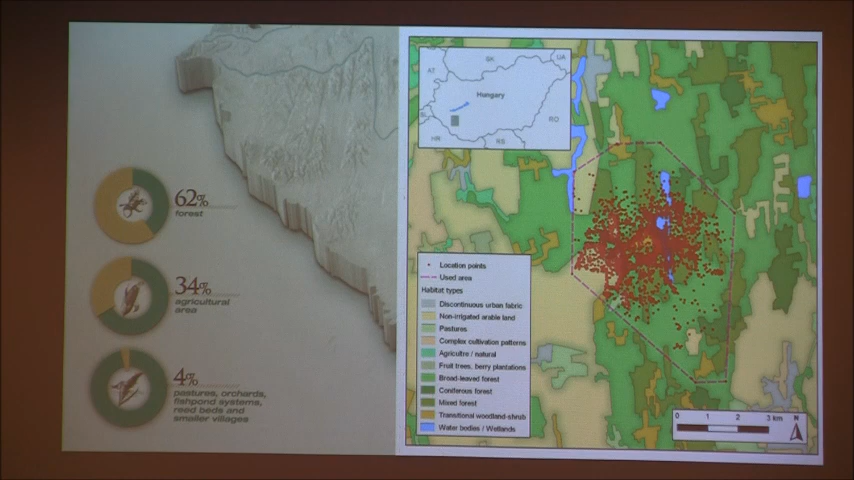 62%
forest
34%
agricultural
area
4%
pastures, orchards,
fishpond systems,
reed beds and
smaller villages
AT
SK
UA
Hungary
SL
RO
HR
RS
Location points
Used area
Habitat types
Discontinuous urban fabric
Non-irrigated arable land
Pastures
Complex cultivation patterns
Agricultre / natural
Fruit trees, berry plantations
Broad-leaved forest
Coniferous forest
Mixed forest
Transitional woodland-shrub
Water bodies / Wetlands
0 1 2 3 km
N